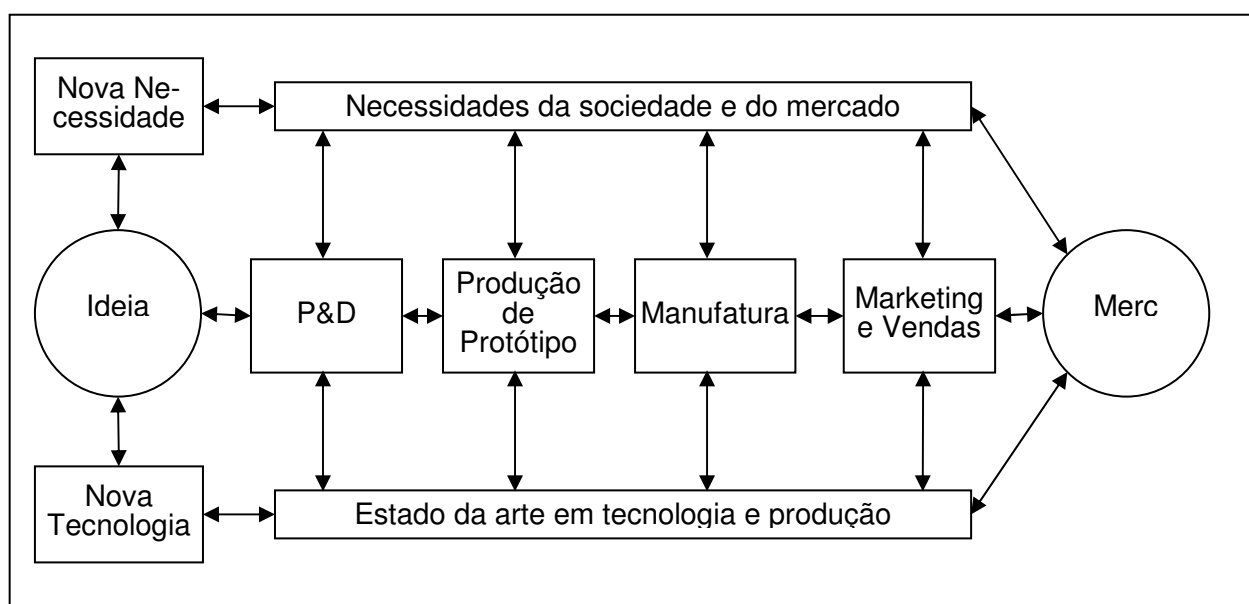 Nova Ne-
cessidade
Necessidades da sociedade e do mercado
Ideia
P&D
Produção
de
Protótipo
Manufatura
Marketing
e Vendas
Merc
Nova
Tecnologia
Estado da arte em tecnologia e produção